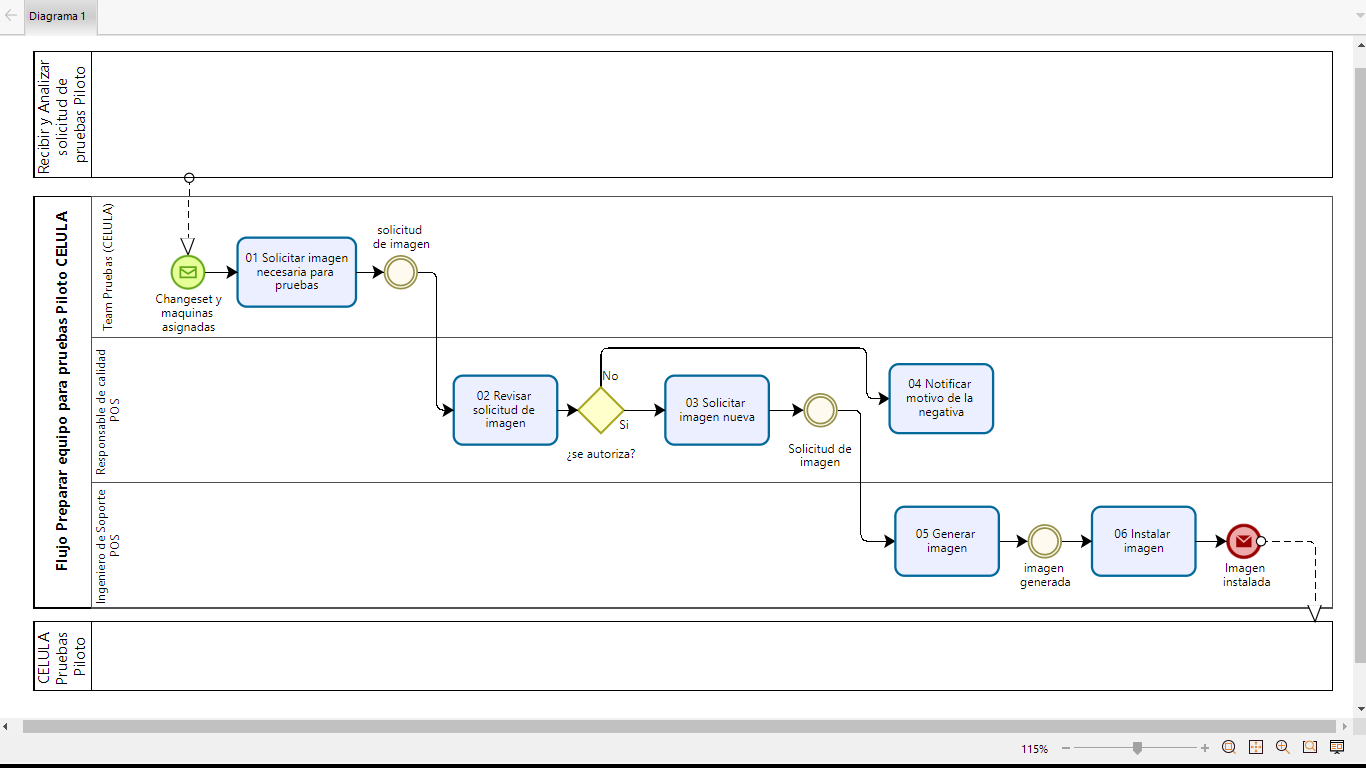 Diagrama 1
Recibir y Analizar
solicitud de
pruebas Piloto
Flujo Preparar equipo para pruebas Piloto CELULA
Team Pruebas (CELULA)
Changeset y
maquinas
asignadas
01 Solicitar imagen
necesaria para
pruebas
solicitud
de imagen
Responsable de calidad
POS
02 Revisar
solicitud de
imagen
No
Si
¿se autoriza?
03 Solicitar
imagen nueva
Solicitud de
imagen
04 Notificar
motivo de la
negativa
Ingeniero de Soporte
POS
05 Generar
imagen
imagen
generada
06 Instalar
imagen
Imagen
instalada
CELULA
Pruebas
Piloto
115%